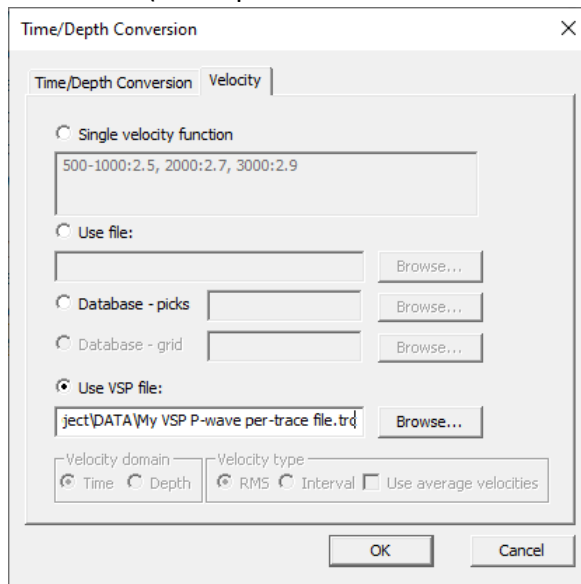 Time/Depth Conversion
Time/Depth Conversion Velocity
Single velocity function
500-1000:2.5, 2000:2.7, 3000:2.9
Use file:
Browse...
Database - picks Browse...
Database - grid Browse...
Use VSP file:
ject\DATA\My VSP P-wave per-trace file.trc Browse...
Velocity domain Velocity type
Time Depth RMS Interval Use average velocities
OK Cancel